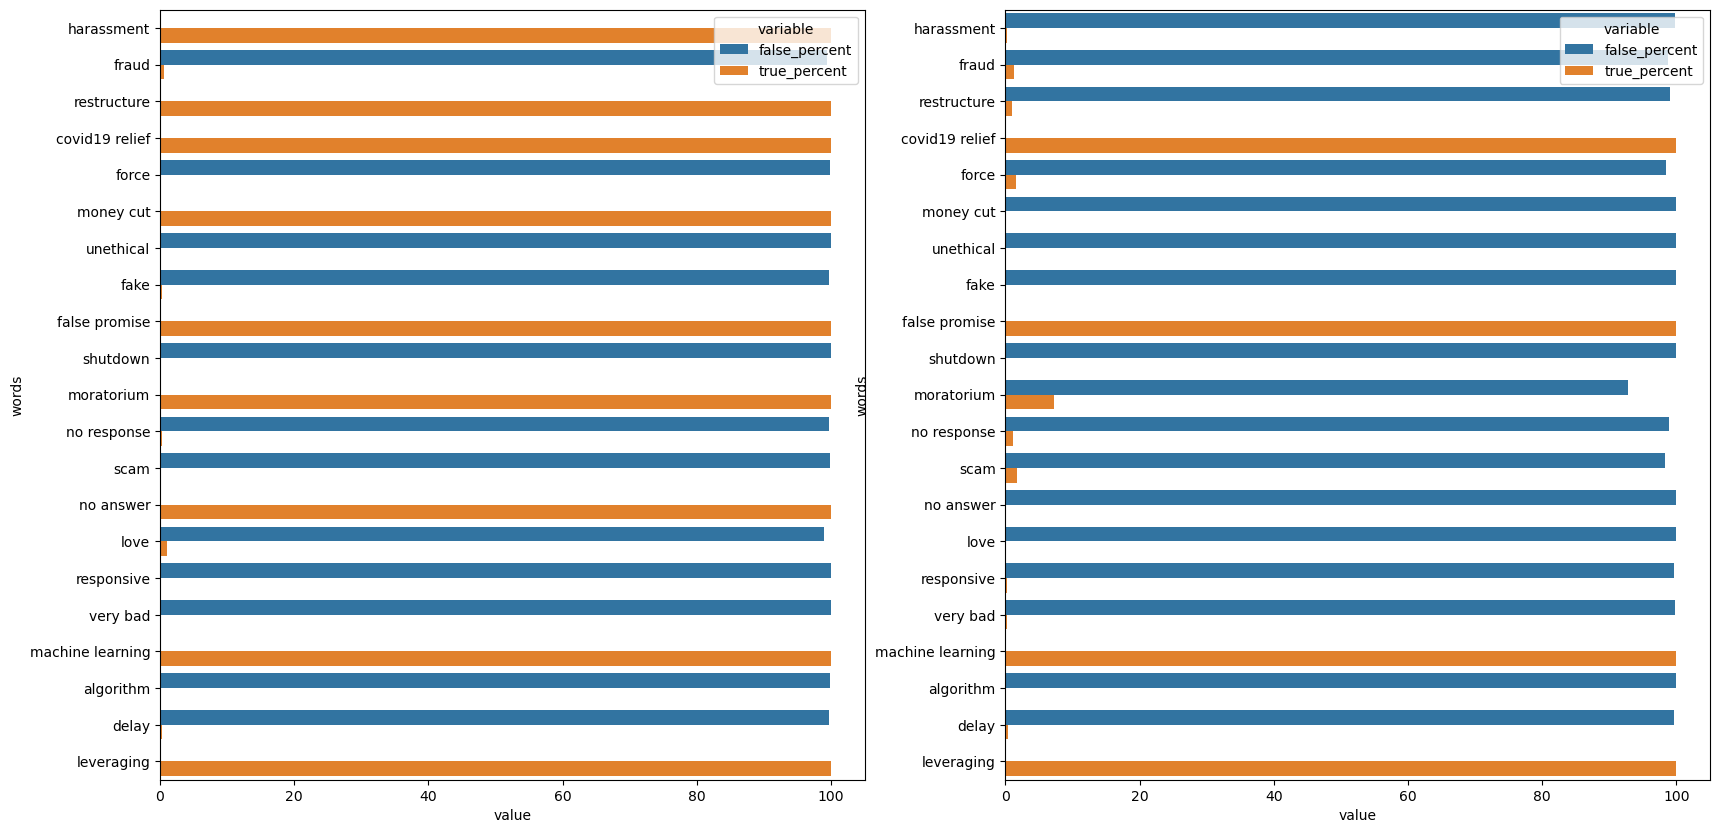 harassment
fraud
restructure
covid19 relief
force
money cut
unethical
fake
false promise
shutdown
moratorium
no response
scam
no answer
love
responsive
very bad
machine learning
algorithm
delay
leveraging
words
0 20 40 60 80 100
value
variable
false_percent
true_percent
harassment
fraud
restructure
covid19 relief
force
money cut
unethical
fake
false promise
shutdown
moratorium
no response
scam
no answer
love
responsive
very bad
machine learning
algorithm
delay
leveraging
words
0 20 40 60 80 100
value
variable
false_percent
true_percent